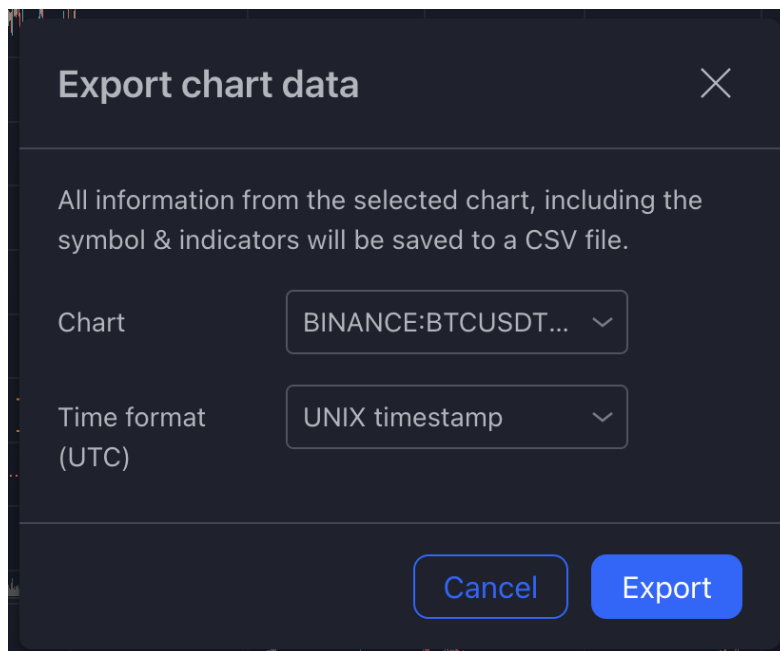 Export chart data
All information from the selected chart, including the
symbol & indicators will be saved to a CSV file.
Chart
BINANCE:BTCUSDT...
Time format
(UTC)
UNIX timestamp
Cancel
Export